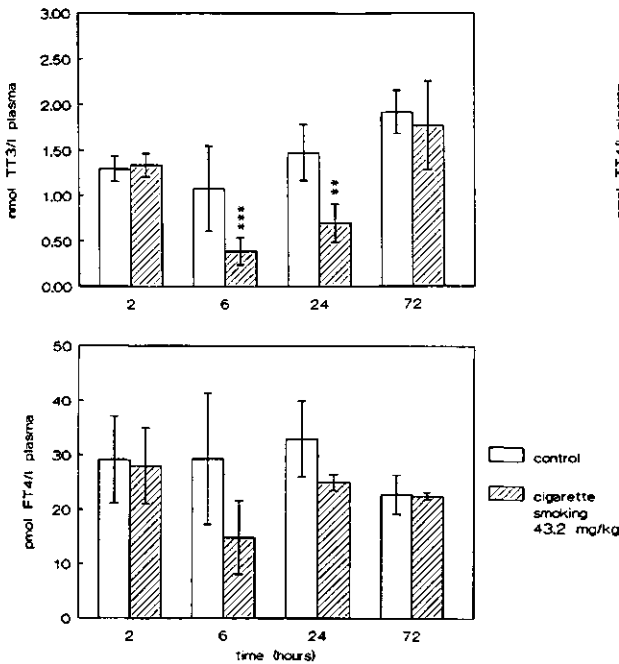 3.00
2.50
2.00
1.50
1.00
0.50
0.00
nmol TT3/l plasma
***
**
2 6 24 72
50
40
30
20
10
0
pmol FT4/l plasma
2 6 24 72
time (hours)
control
cigarette
smoking
43.2 mg/kg